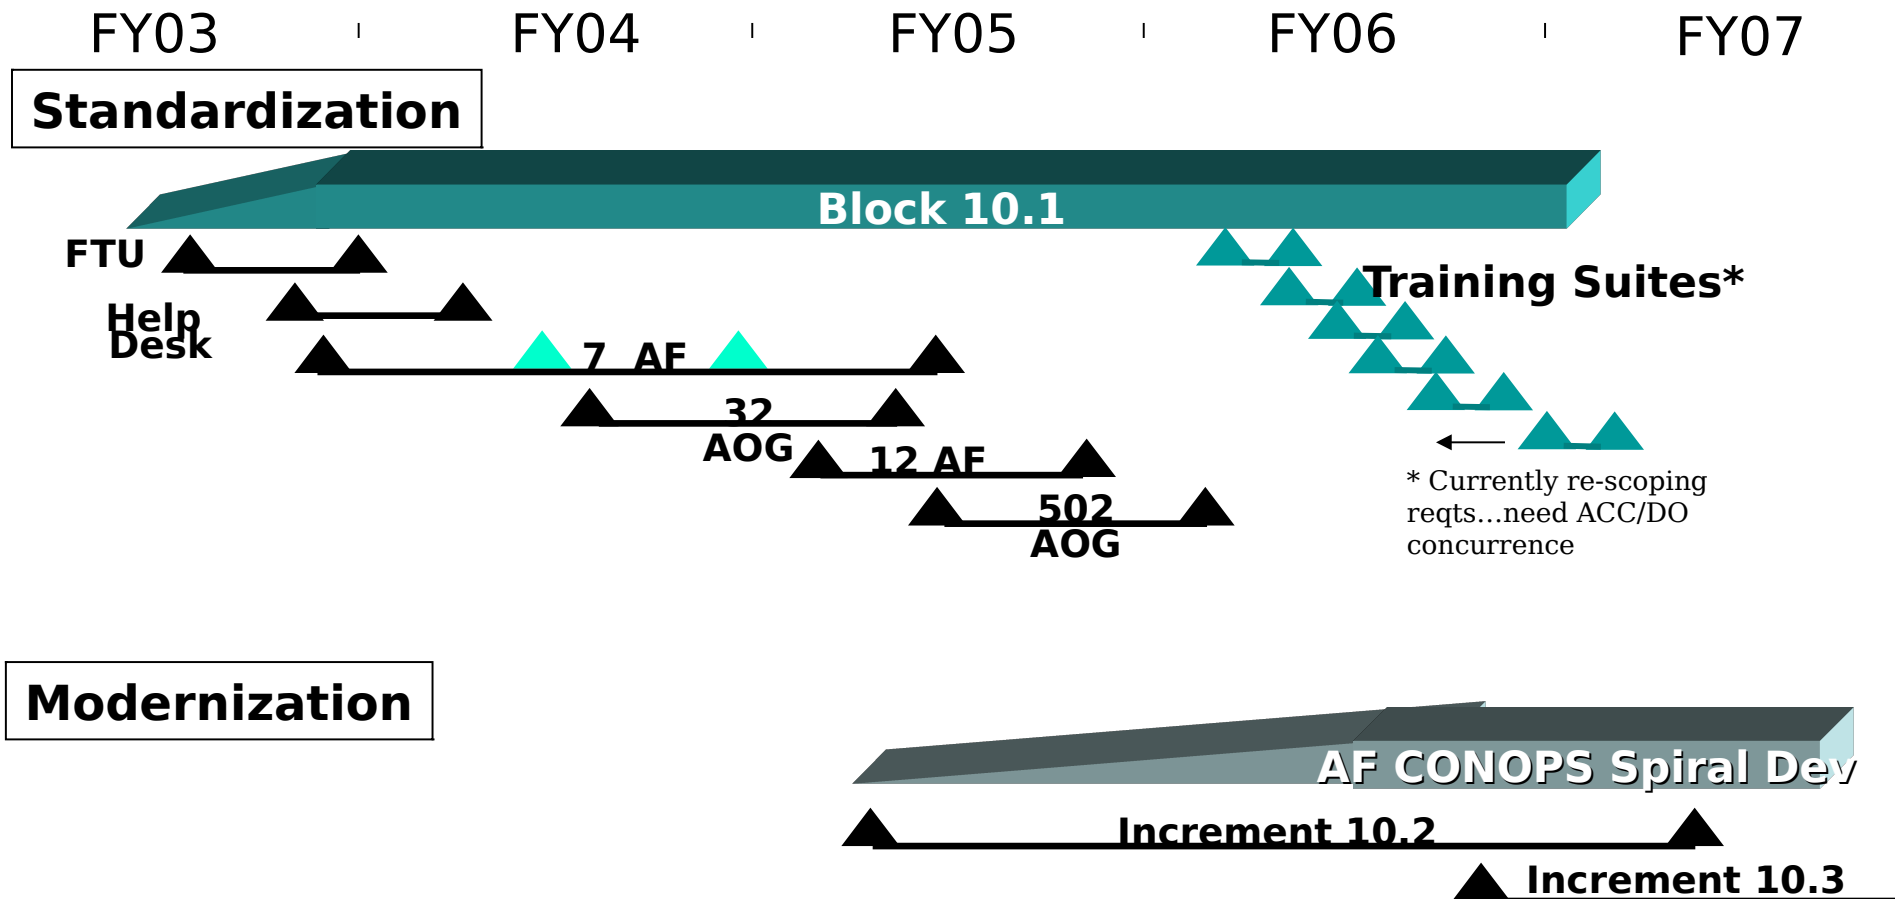 FY03 FY04 FY05 FY06 FY07
Standardization
Block 10.1
FTU
Training Suites*
Help
Desk
7 AF
32
AOG
12 AF
502
AOG
* Currently re-scoping
reqts...need ACC/DO
concurrence
Modernization
AF CONOPS Spiral Dev
Increment 10.2
Increment 10.3